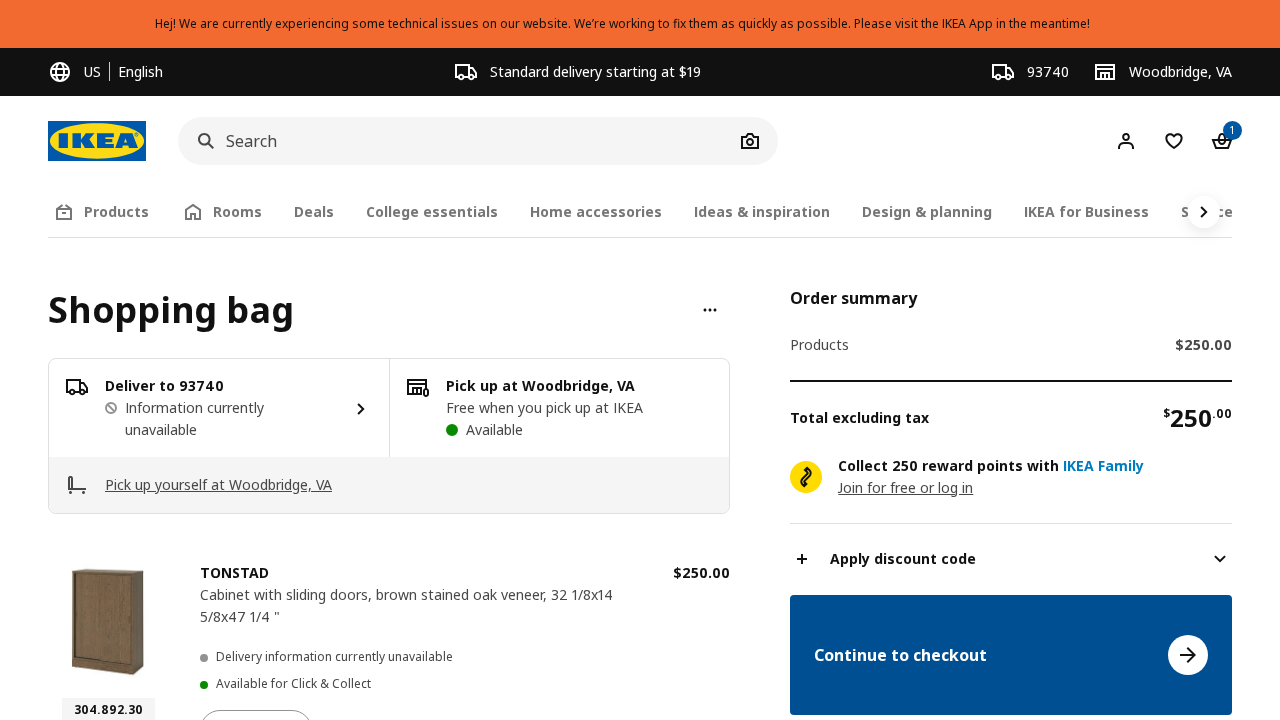 Hej! We are currently experiencing some technical issues on our website. We’re working to fix them as quickly as possible. Please visit the IKEA App in the meantime!
US English
Standard delivery starting at $19
93740
Woodbridge, VA
IKEA
Search
1
Products
Rooms
Deals
College essentials
Home accessories
Ideas & inspiration
Design & planning
IKEA for Business
Shopping bag
Deliver to 93740
Information currently
unavailable
Pick up at Woodbridge, VA
Free when you pick up at IKEA
Available
Pick up yourself at Woodbridge, VA
TONSTAD
$250.00
Cabinet with sliding doors, brown stained oak veneer, 32 1/8x14
5/8x47 1/4 "
Delivery information currently unavailable
Available for Click & Collect
304.892.30
Order summary
Products $250.00
Total excluding tax $250.00
Collect 250 reward points with IKEA Family
Join for free or log in
Apply discount code
Continue to checkout